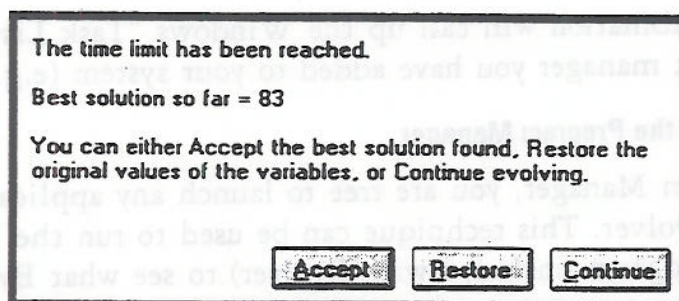 The time limit has been reached.
Best solution so far = 83
You can either Accept the best solution found, Restore the
original values of the variables, or Continue evolving.
Accept Restore Continue